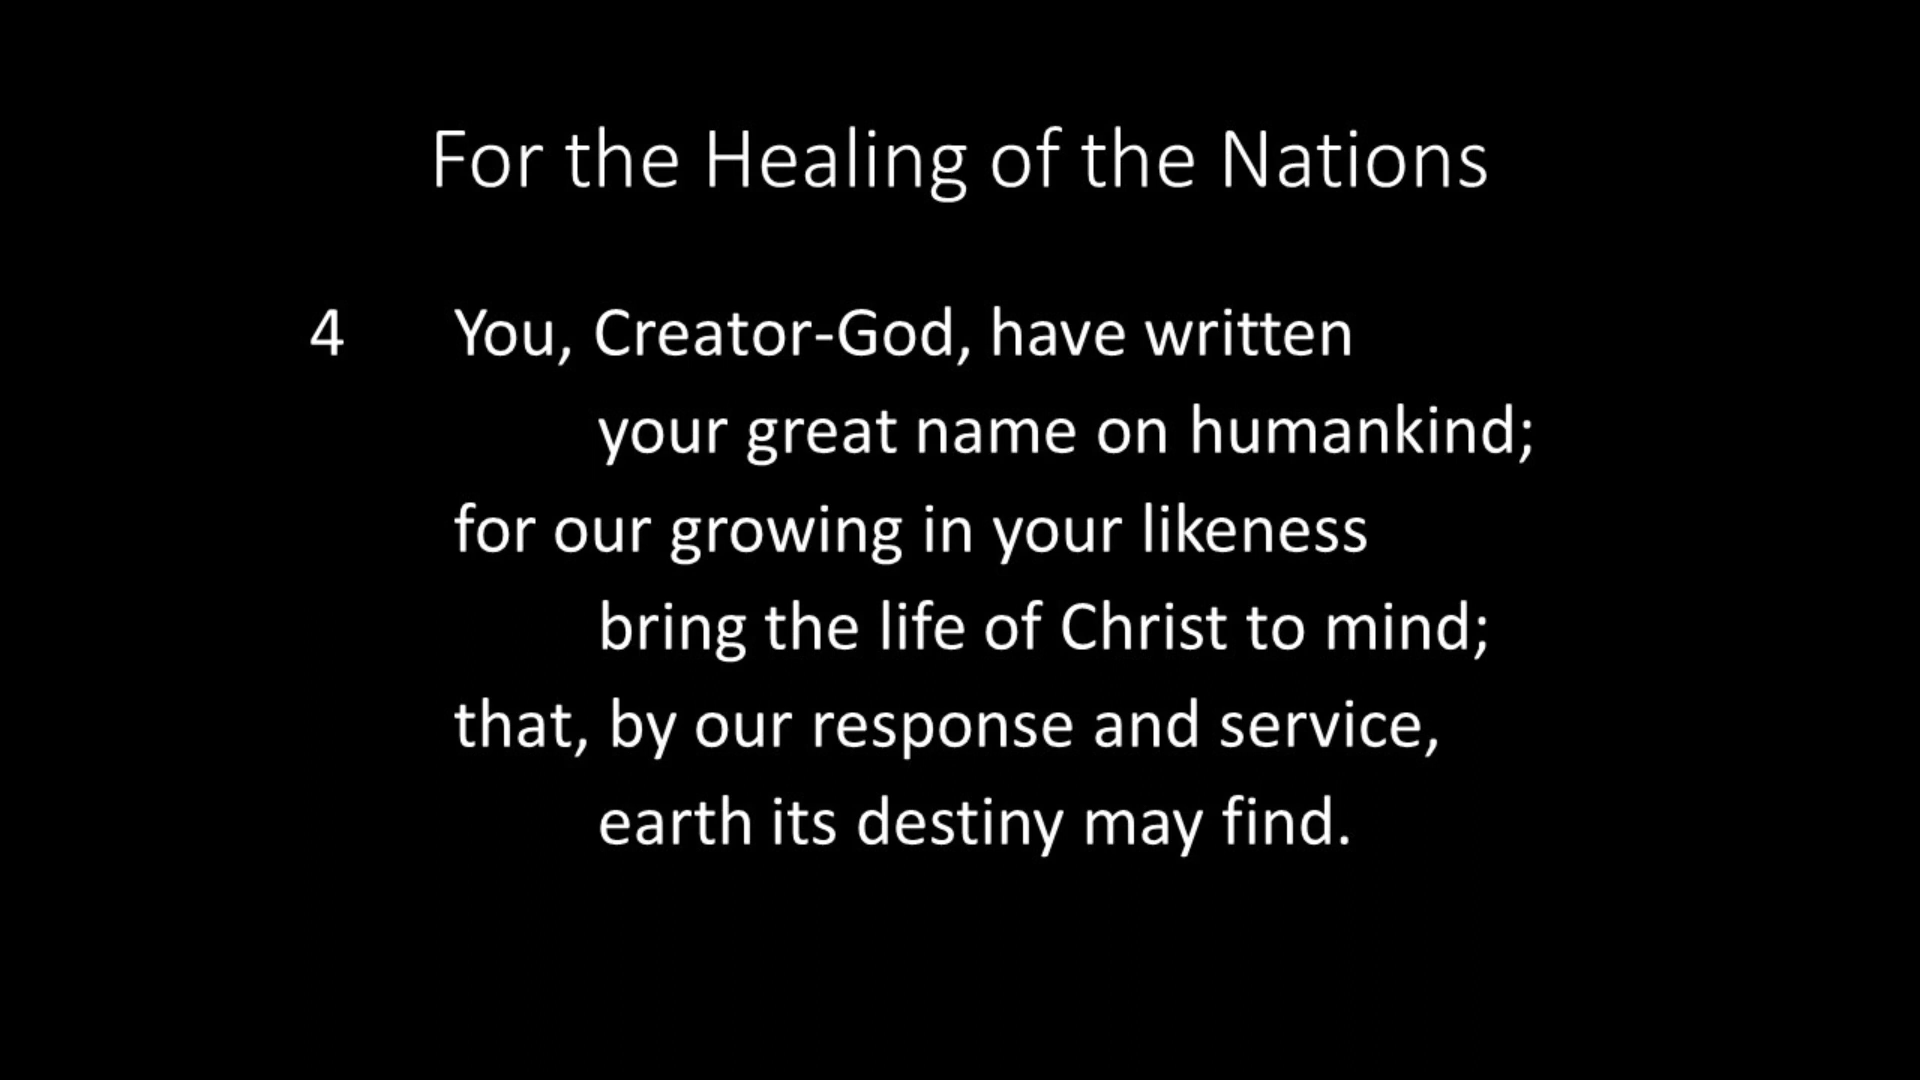 For the Healing of the Nations
4 You, Creator-God, have written
your great name on humankind;
for our growing in your likeness
bring the life of Christ to mind;
that, by our response and service,
earth its destiny may find.